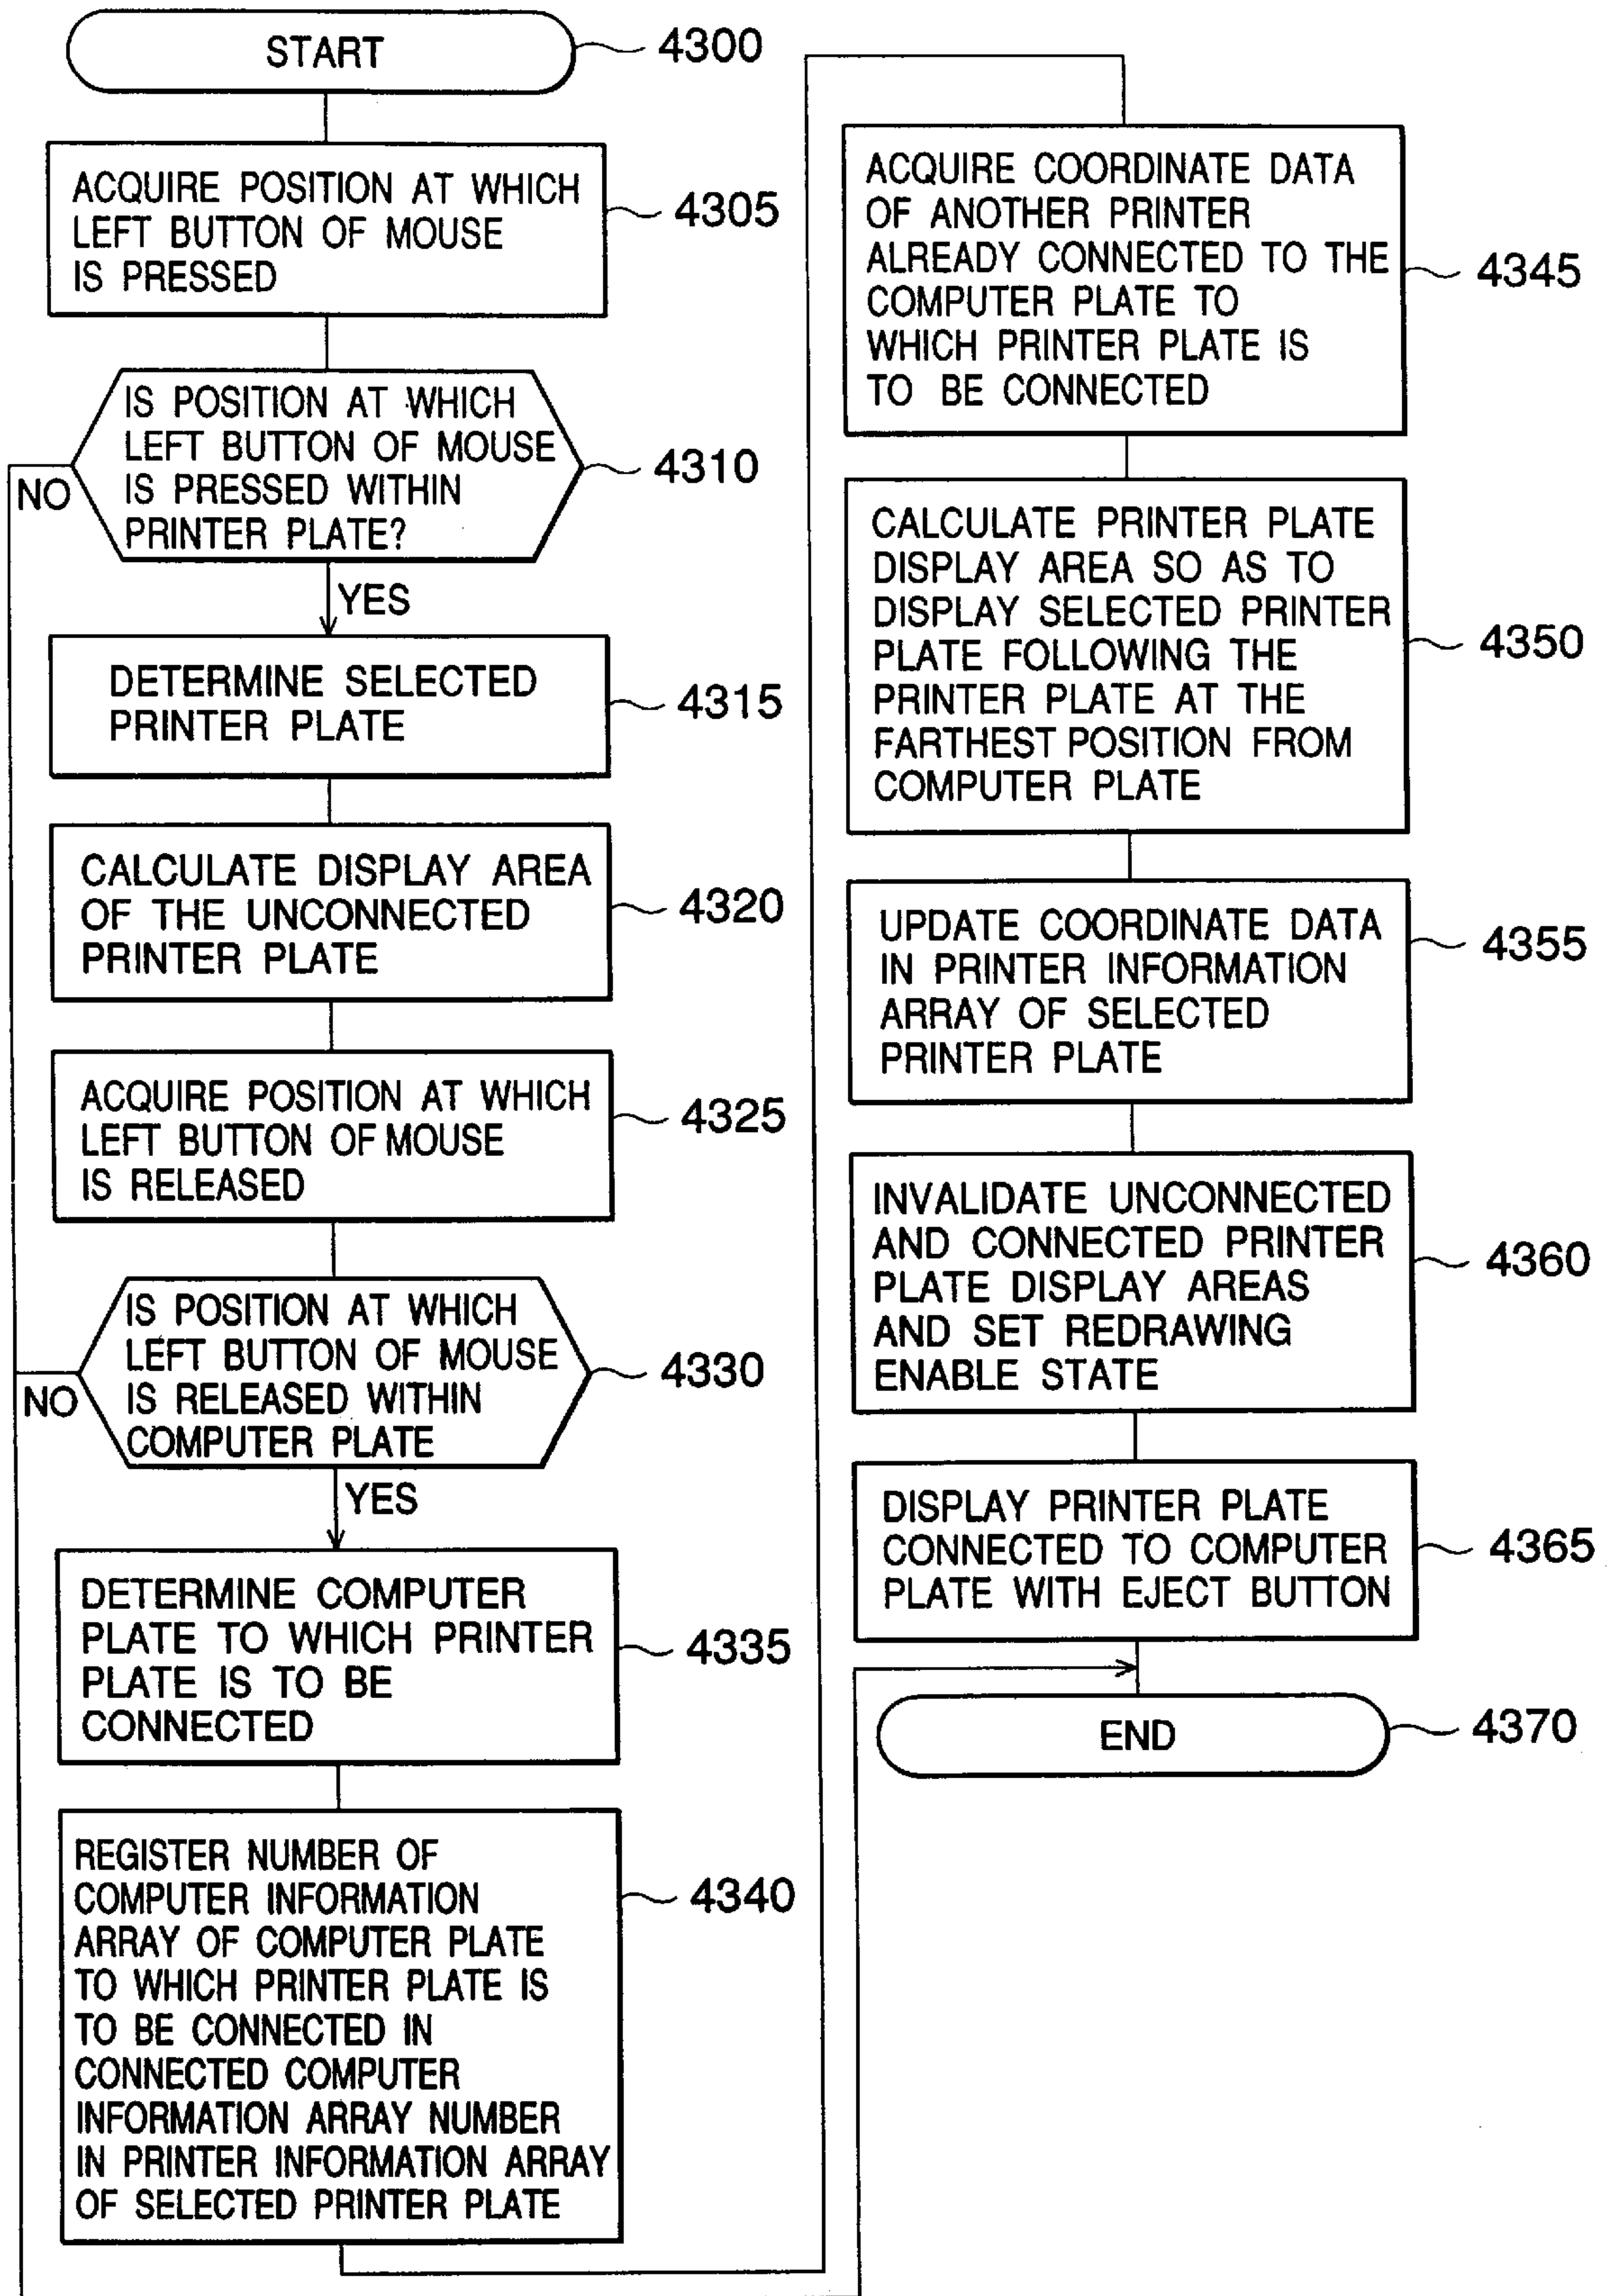 START
4300
ACQUIRE POSITION AT WHICH
LEFT BUTTON OF MOUSE
IS PRESSED
4305
IS POSITION AT WHICH
LEFT BUTTON OF MOUSE
IS PRESSED WITHIN
PRINTER PLATE?
4310
NO
YES
DETERMINE SELECTED
PRINTER PLATE
4315
CALCULATE DISPLAY AREA
OF THE UNCONNECTED
PRINTER PLATE
4320
ACQUIRE POSITION AT WHICH
LEFT BUTTON OF MOUSE
IS RELEASED
4325
IS POSITION AT WHICH
LEFT BUTTON OF MOUSE
IS RELEASED WITHIN
COMPUTER PLATE
4330
NO
YES
DETERMINE COMPUTER
PLATE TO WHICH PRINTER
PLATE IS TO BE
CONNECTED
4335
REGISTER NUMBER OF
COMPUTER INFORMATION
ARRAY OF COMPUTER PLATE
TO WHICH PRINTER PLATE IS
TO BE CONNECTED IN
CONNECTED COMPUTER
INFORMATION ARRAY NUMBER
IN PRINTER INFORMATION ARRAY
OF SELECTED PRINTER PLATE
4340
ACQUIRE COORDINATE DATA
OF ANOTHER PRINTER
ALREADY CONNECTED TO THE
COMPUTER PLATE TO
WHICH PRINTER PLATE IS
TO BE CONNECTED
4345
CALCULATE PRINTER PLATE
DISPLAY AREA SO AS TO
DISPLAY SELECTED PRINTER
PLATE FOLLOWING THE
PRINTER PLATE AT THE
FARTHEST POSITION FROM
COMPUTER PLATE
4350
UPDATE COORDINATE DATA
IN PRINTER INFORMATION
ARRAY OF SELECTED
PRINTER PLATE
4355
INVALIDATE UNCONNECTED
AND CONNECTED PRINTER
PLATE DISPLAY AREAS
AND SET REDRAWING
ENABLE STATE
4360
DISPLAY PRINTER PLATE
CONNECTED TO COMPUTER
PLATE WITH EJECT BUTTON
4365
END
4370